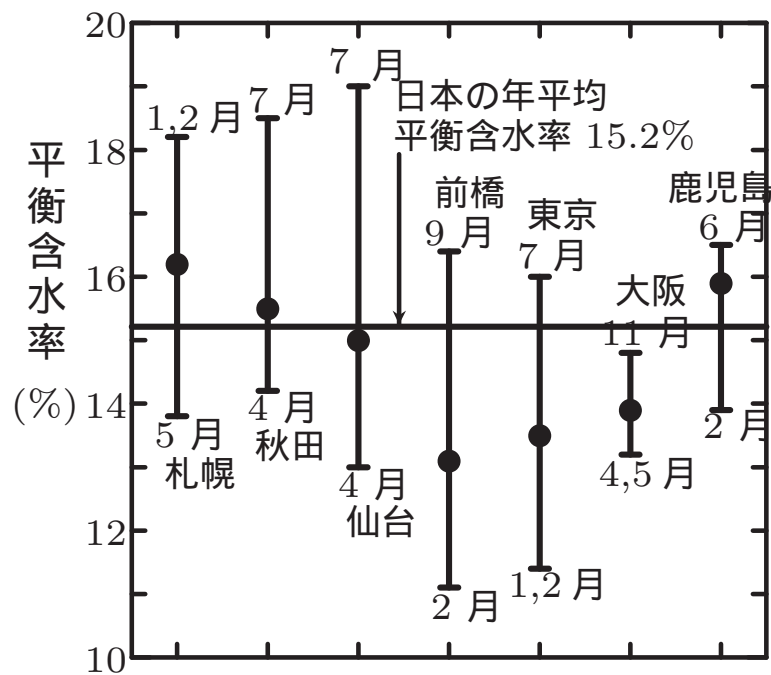 20
18
16
14
12
10
平衡含水率
(%)
日本の年平均
平衡含水率 15.2%
1,2 月
5 月
札幌
7 月
4 月
秋田
7 月
4 月
仙台
前橋
9 月
2 月
東京
7 月
1,2 月
大阪
11 月
4,5 月
鹿児島
6 月
2 月